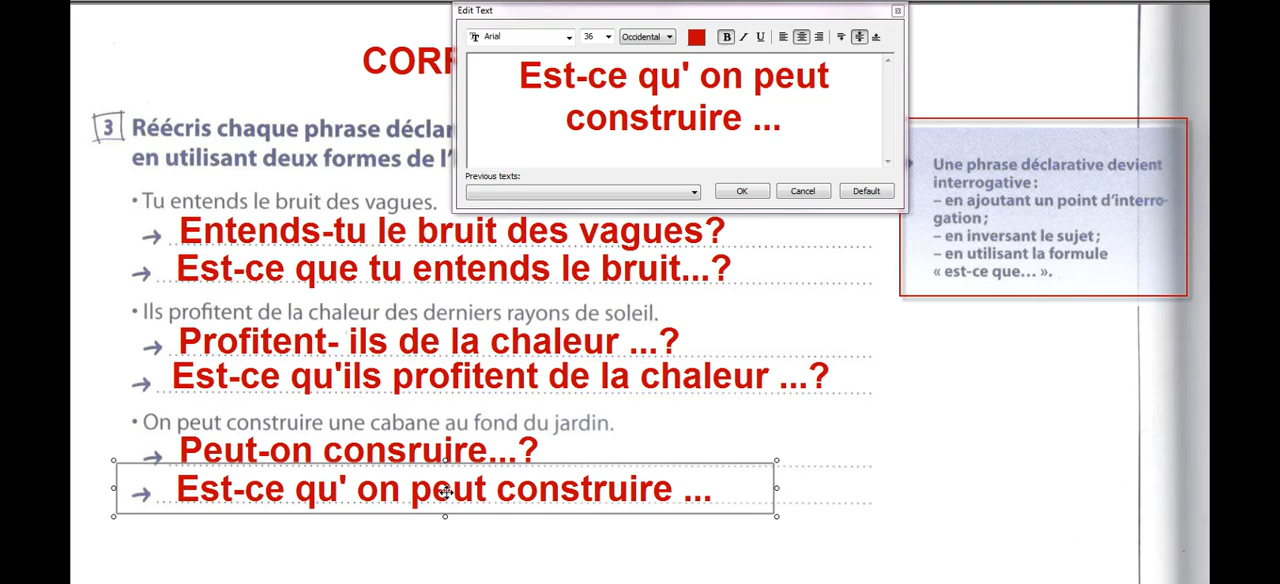 Edit Text
Arial
36
Occidental
B I U
Est-ce qu' on peut
construire ...
Previous texts:
OK
Cancel
Default
CORR
3 Réécris chaque phrase décla
en utilisant deux formes de l'
• Tu entends le bruit des vagues.
Entends-tu le bruit des vagues?
Est-ce que tu entends le bruit...?
• Ils profitent de la chaleur des derniers rayons de soleil.
Profitent- ils de la chaleur ...?
Est-ce qu'ils profitent de la chaleur ...?
• On peut construire une cabane au fond du jardin.
Peut-on consruire...?
Est-ce qu' on peut construire ...
Une phrase déclarative devient
interrogative :
– en ajoutant un point d'interro-
gation ;
– en inversant le sujet ;
– en utilisant la formule
« est-ce que... ».